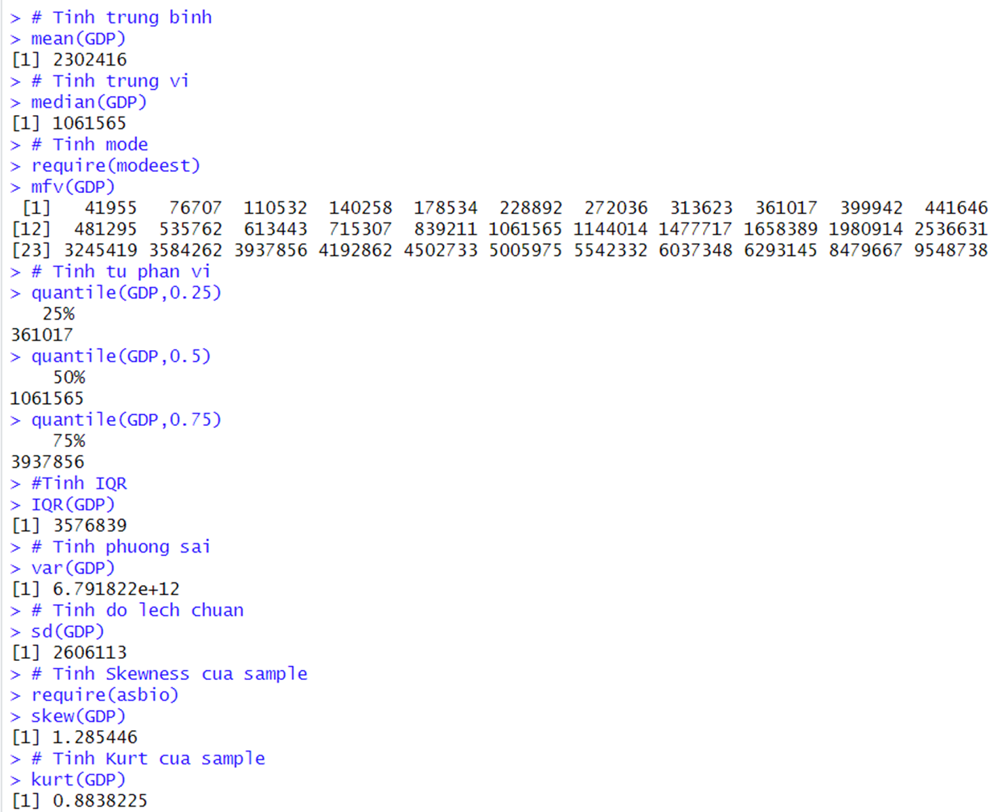 > # Tinh trung binh
> mean(GDP)
[1] 2302416
> # Tinh trung vi
> median(GDP)
[1] 1061565
> # Tinh mode
> require(modeest)
> mfv(GDP)
 [1]   41955   76707  110532  140258  178534  228892  272036  313623  361017  399942  441646
[12]  481295  535762  613443  715307  839211 1061565 1144014 1477717 1658389 1980914 2536631
[23] 3245419 3584262 3937856 4192862 4502733 5005975 5542332 6037348 6293145 8479667 9548738
> # Tinh tu phan vi
> quantile(GDP,0.25)
   25%
361017
> quantile(GDP,0.5)
    50%
1061565
> quantile(GDP,0.75)
    75%
3937856
> #Tinh IQR
> IQR(GDP)
[1] 3576839
> # Tinh phuong sai
> var(GDP)
[1] 6.791822e+12
> # Tinh do lech chuan
> sd(GDP)
[1] 2606113
> # Tinh Skewness cua sample
> require(asbio)
> skew(GDP)
[1] 1.285446
> # Tinh Kurt cua sample
> kurt(GDP)
[1] 0.8838225